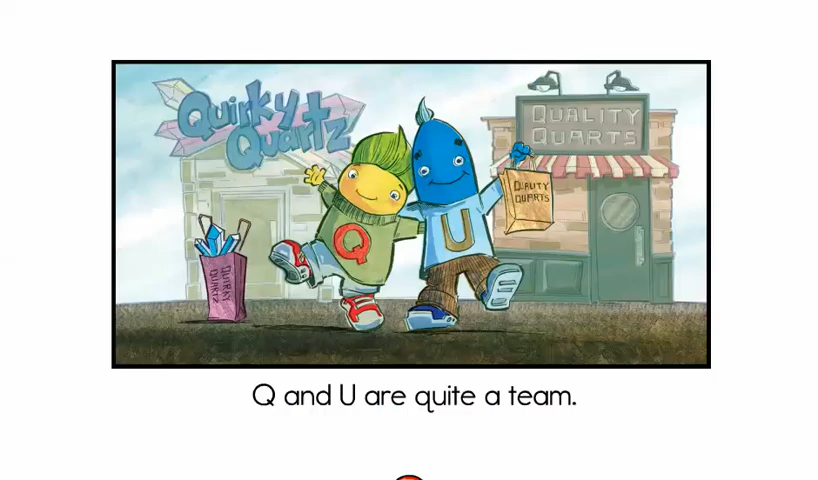 Quirky
Quartz
QUALITY
QUARTS
QUALITY
QUARTS
Q
U
QUIRKY
QUARTZ
Q and U are quite a team.